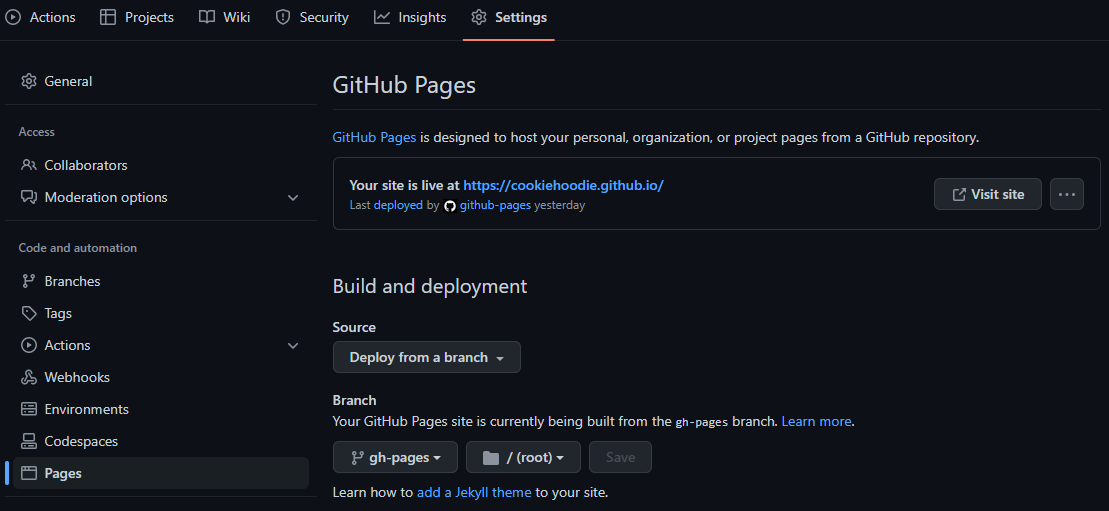 Actions Projects Wiki Security Insights Settings
General
Access
Collaborators
Moderation options
Code and automation
Branches
Tags
Actions
Webhooks
Environments
Codespaces
Pages
GitHub Pages
GitHub Pages is designed to host your personal, organization, or project pages from a GitHub repository.
Your site is live at https://cookiehoodie.github.io/
Last deployed by github-pages yesterday
Visit site
Build and deployment
Source
Deploy from a branch
Branch
Your GitHub Pages site is currently being built from the gh-pages branch. Learn more.
gh-pages / (root) Save
Learn how to add a Jekyll theme to your site.